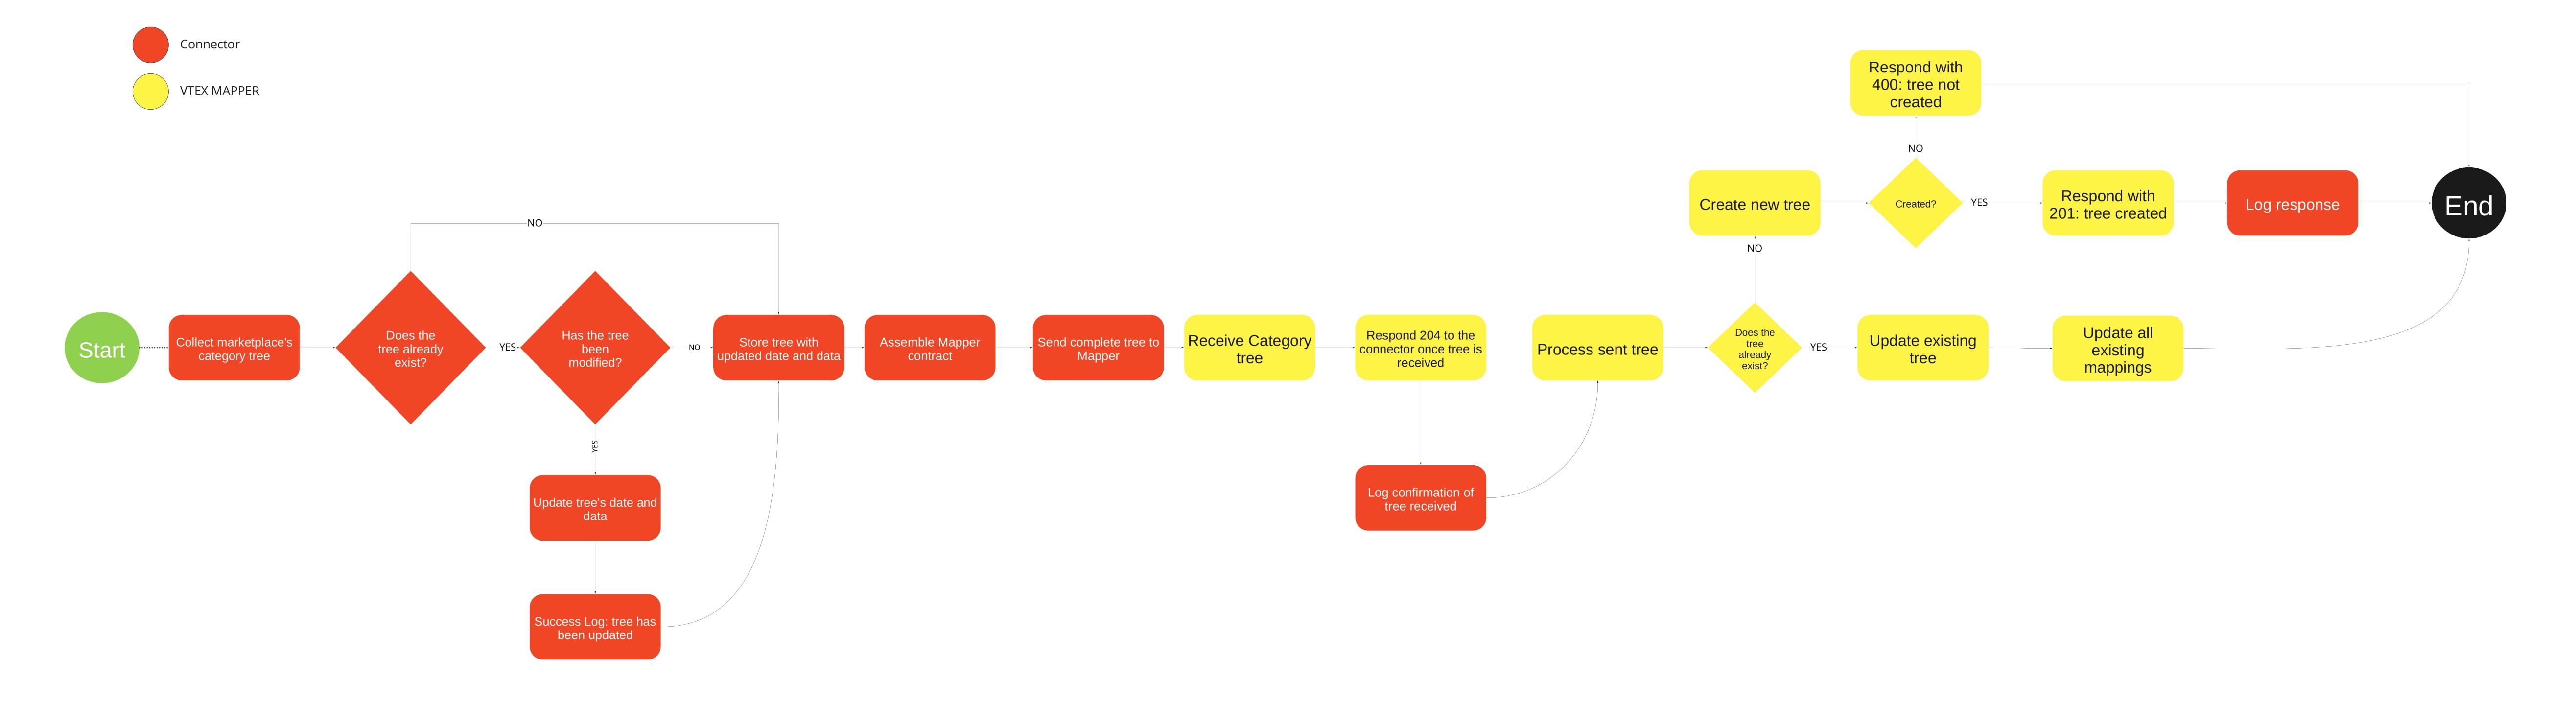 Connector
VTEX MAPPER
Respond with
400: tree not
created
NO
Create new tree
Created?
YES
Respond with
201: tree created
Log response
End
NO
NO
Start
Collect marketplace's
category tree
Does the
tree already
exist?
YES
Has the tree
been
modified?
NO
Store tree with
updated date and data
Assemble Mapper
contract
Send complete tree to
Mapper
Receive Category
tree
Respond 204 to the
connector once tree is
received
Process sent tree
Does the
tree
already
exist?
YES
Update existing
tree
Update all
existing
mappings
YES
Update tree's date and
data
Log confirmation of
tree received
Success Log: tree has
been updated